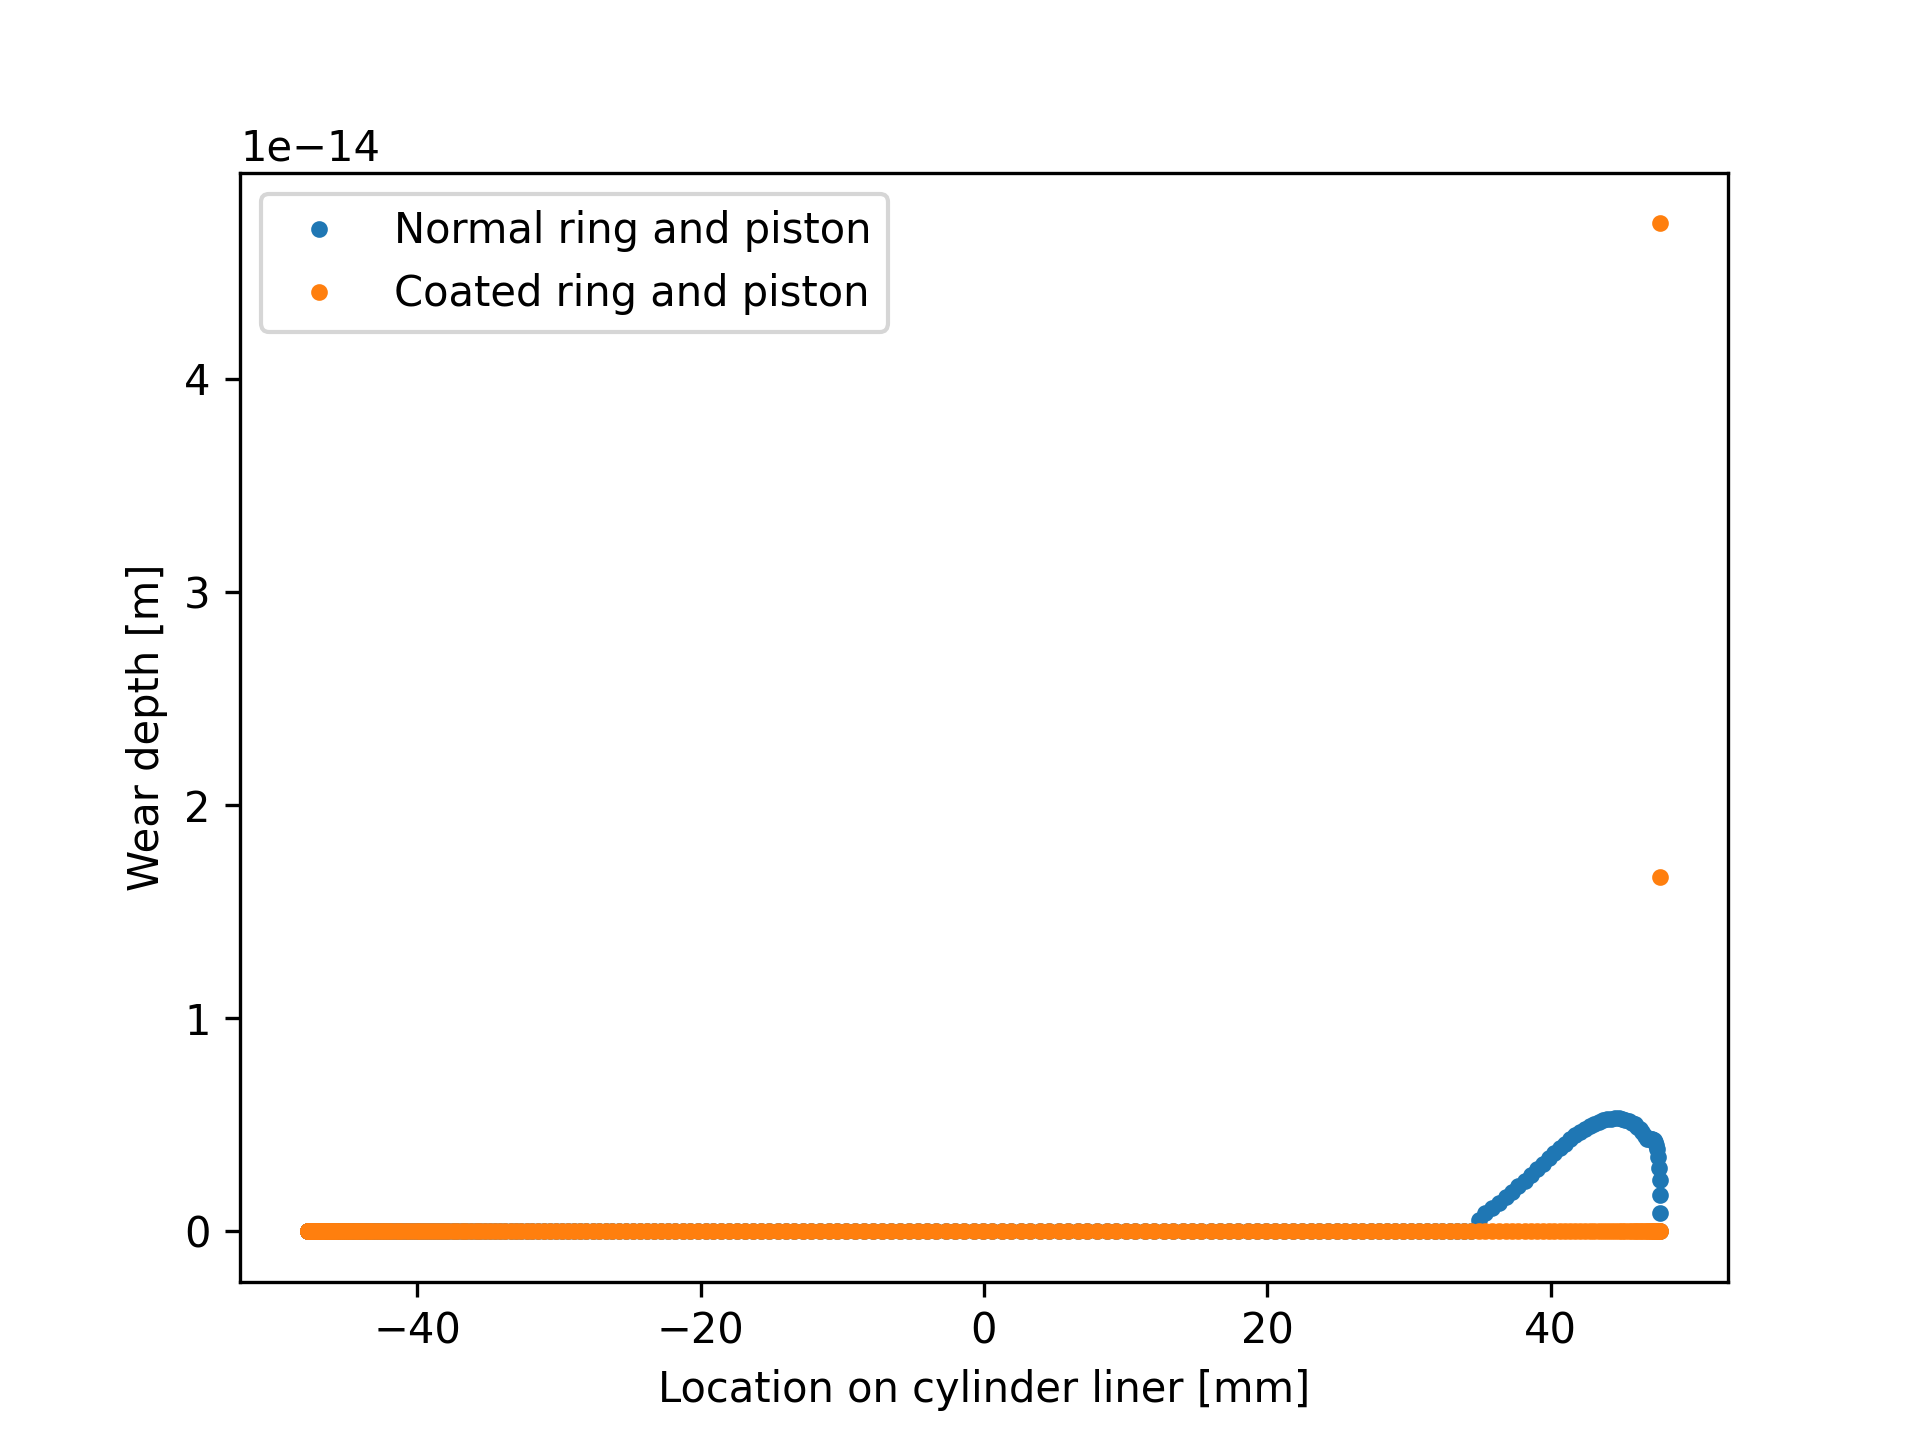 1e−14
Normal ring and piston
Coated ring and piston
4
3
2
1
0
Wear depth [m]
−40 −20 0 20 40
Location on cylinder liner [mm]